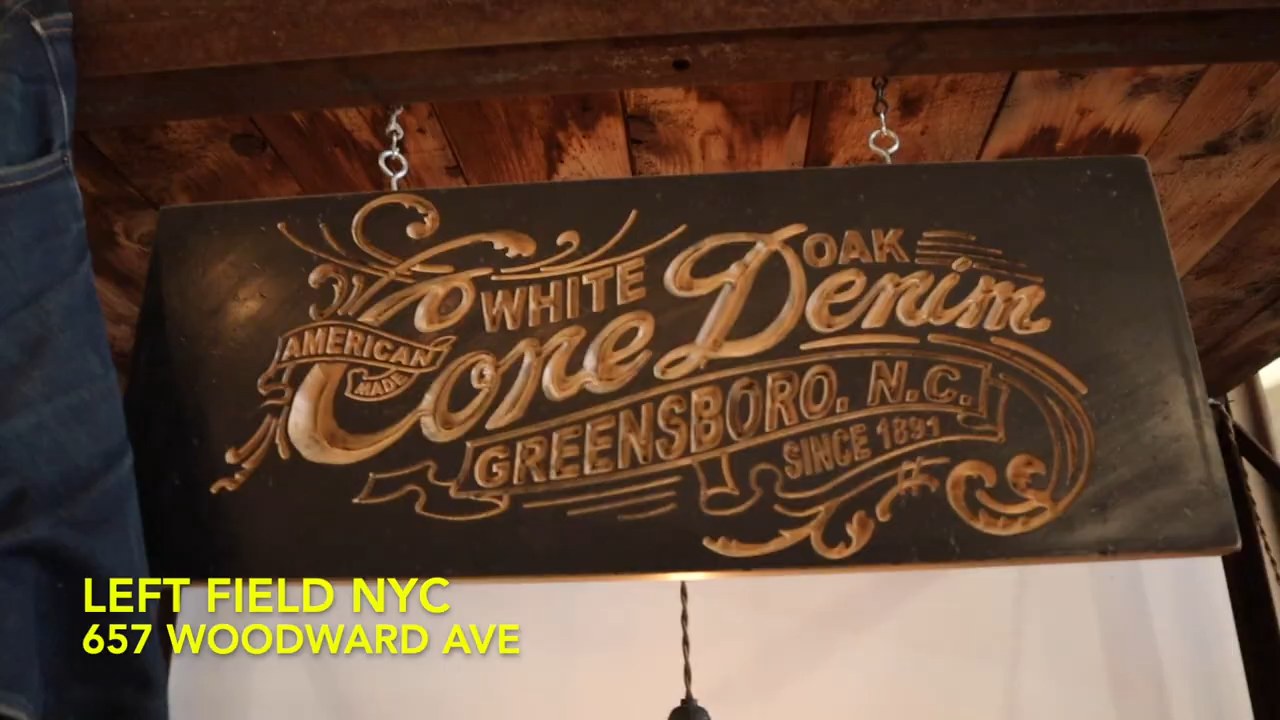 WHITE OAK
Cone Denim
AMERICAN
MADE
GREENSBORO, N.C.
SINCE 1891
LEFT FIELD NYC
657 WOODWARD AVE